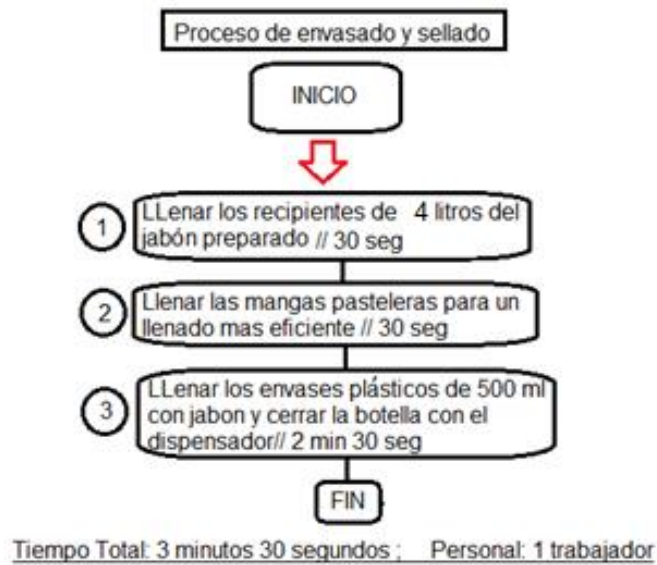 Proceso de envasado y sellado
INICIO
1
LLenar los recipientes de 4 litros del
jabón preparado // 30 seg
2
Llenar las mangas pasteleras para un
llenado mas eficiente // 30 seg
3
LLenar los envases plásticos de 500 ml
con jabon y cerrar la botella con el
dispensador// 2 min 30 seg
FIN
Tiempo Total: 3 minutos 30 segundos ; Personal: 1 trabajador